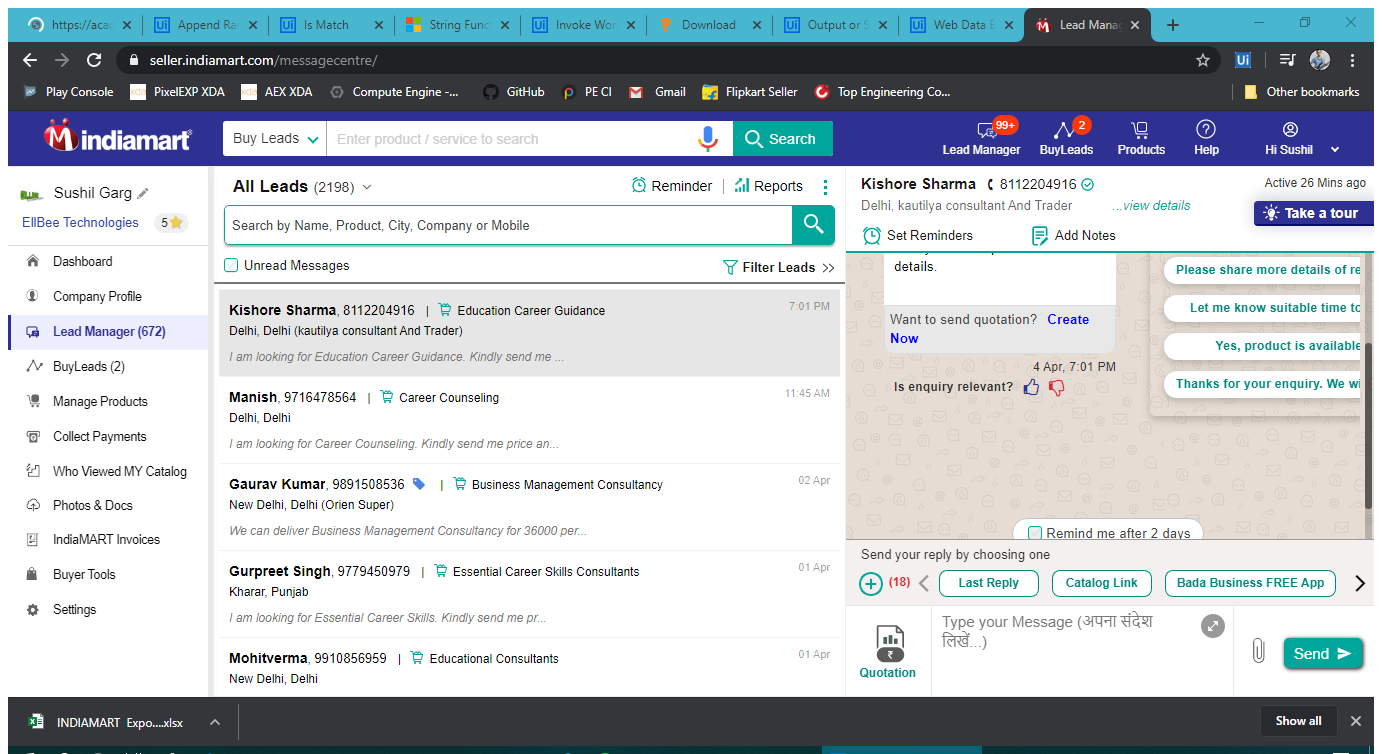 https://acad
Append Ra
Is Match
String Func
Invoke Wor
Download
Output or S
Web Data E
Lead Manag
seller.indiamart.com/messagecentre/
Play Console
PixelEXP XDA
AEX XDA
Compute Engine -...
GitHub
PE CI
Gmail
Flipkart Seller
Top Engineering Co...
Other bookmarks
indiamart
Buy Leads
Enter product / service to search
Search
99+
Lead Manager
2
BuyLeads
Products
Help
Hi Sushil
Sushil Garg
EllBee Technologies
5
Dashboard
Company Profile
Lead Manager (672)
BuyLeads (2)
Manage Products
Collect Payments
Who Viewed MY Catalog
Photos & Docs
IndiaMART Invoices
Buyer Tools
Settings
All Leads (2198)
Reminder | Reports
Search by Name, Product, City, Company or Mobile
Unread Messages
Filter Leads >>
Kishore Sharma, 8112204916 | Education Career Guidance
7:01 PM
Delhi, Delhi (kautilya consultant And Trader)
I am looking for Education Career Guidance. Kindly send me ...
Manish, 9716478564 | Career Counseling
11:45 AM
Delhi, Delhi
I am looking for Career Counseling. Kindly send me price an...
Gaurav Kumar, 9891508536 | Business Management Consultancy
02 Apr
New Delhi, Delhi (Orien Super)
We can deliver Business Management Consultancy for 36000 per...
Gurpreet Singh, 9779450979 | Essential Career Skills Consultants
01 Apr
Kharar, Punjab
I am looking for Essential Career Skills. Kindly send me pr...
Mohitverma, 9910856959 | Educational Consultants
01 Apr
New Delhi, Delhi
Kishore Sharma 8112204916
Active 26 Mins ago
Delhi, kautilya consultant And Trader ...view details
Take a tour
Set Reminders
Add Notes
details.
Want to send quotation? Create
Now
4 Apr, 7:01 PM
Is enquiry relevant?
Please share more details of re
Let me know suitable time to
Yes, product is available
Thanks for your enquiry. We wi
Remind me after 2 days
Send your reply by choosing one
(18)
Last Reply
Catalog Link
Bada Business FREE App
Quotation
Type your Message (अपना संदेश
लिखें...)
Send
INDIAMART Expo....xlsx
Show all